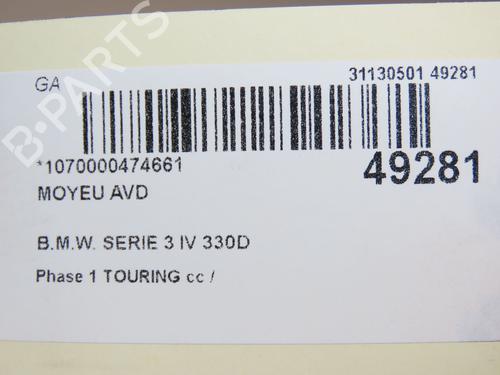 GA
31130501 49281
*1070000474661
49281
MOYEU AVD
B.M.W. SERIE 3 IV 330D
Phase 1 TOURING cc /
B-PARTS